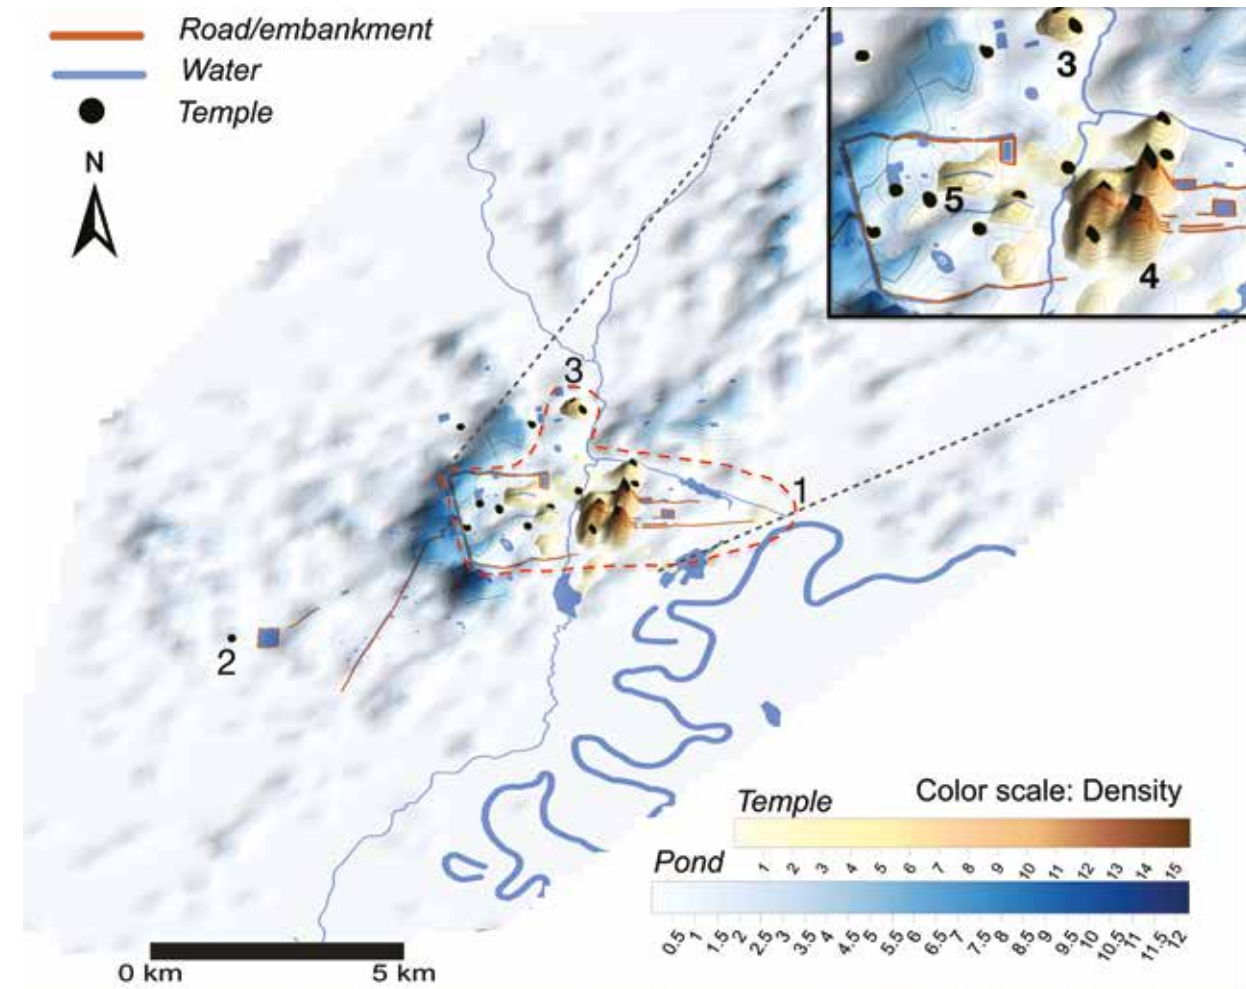 Road/embankment
Water
Temple
N
3
5
4
3
1
2
Color scale: Density
Temple
1 2 3 4 5 6 7 8 9 10 11 12 13 14 15
Pond
0.5 1 1.5 2 2.5 3 3.5 4 4.5 5 5.5 6 6.5 7 7.5 8 8.5 9 9.5 10 10.5 11 11.5 12
0 km 5 km